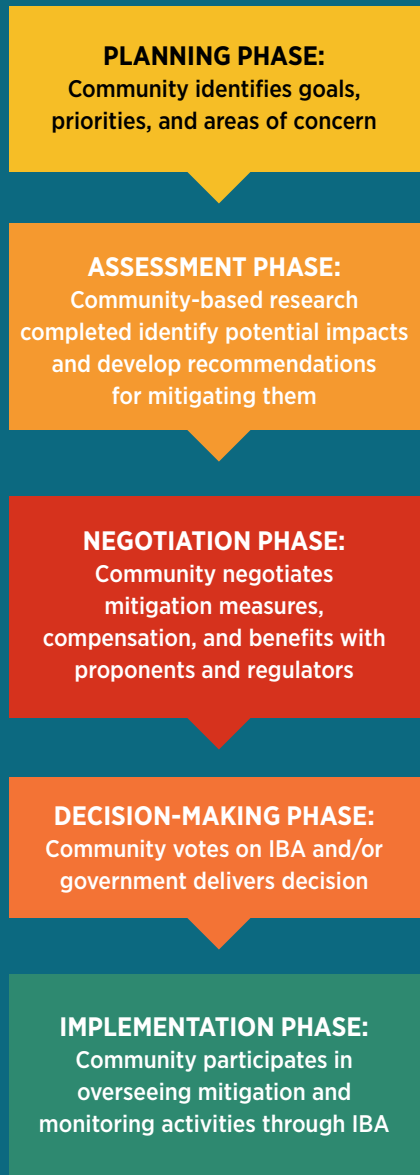 PLANNING PHASE:
Community identifies goals,
priorities, and areas of concern
ASSESSMENT PHASE:
Community-based research
completed identify potential impacts
and develop recommendations
for mitigating them
NEGOTIATION PHASE:
Community negotiates
mitigation measures,
compensation, and benefits with
proponents and regulators
DECISION-MAKING PHASE:
Community votes on IBA and/or
government delivers decision
IMPLEMENTATION PHASE:
Community participates in
overseeing mitigation and
monitoring activities through IBA